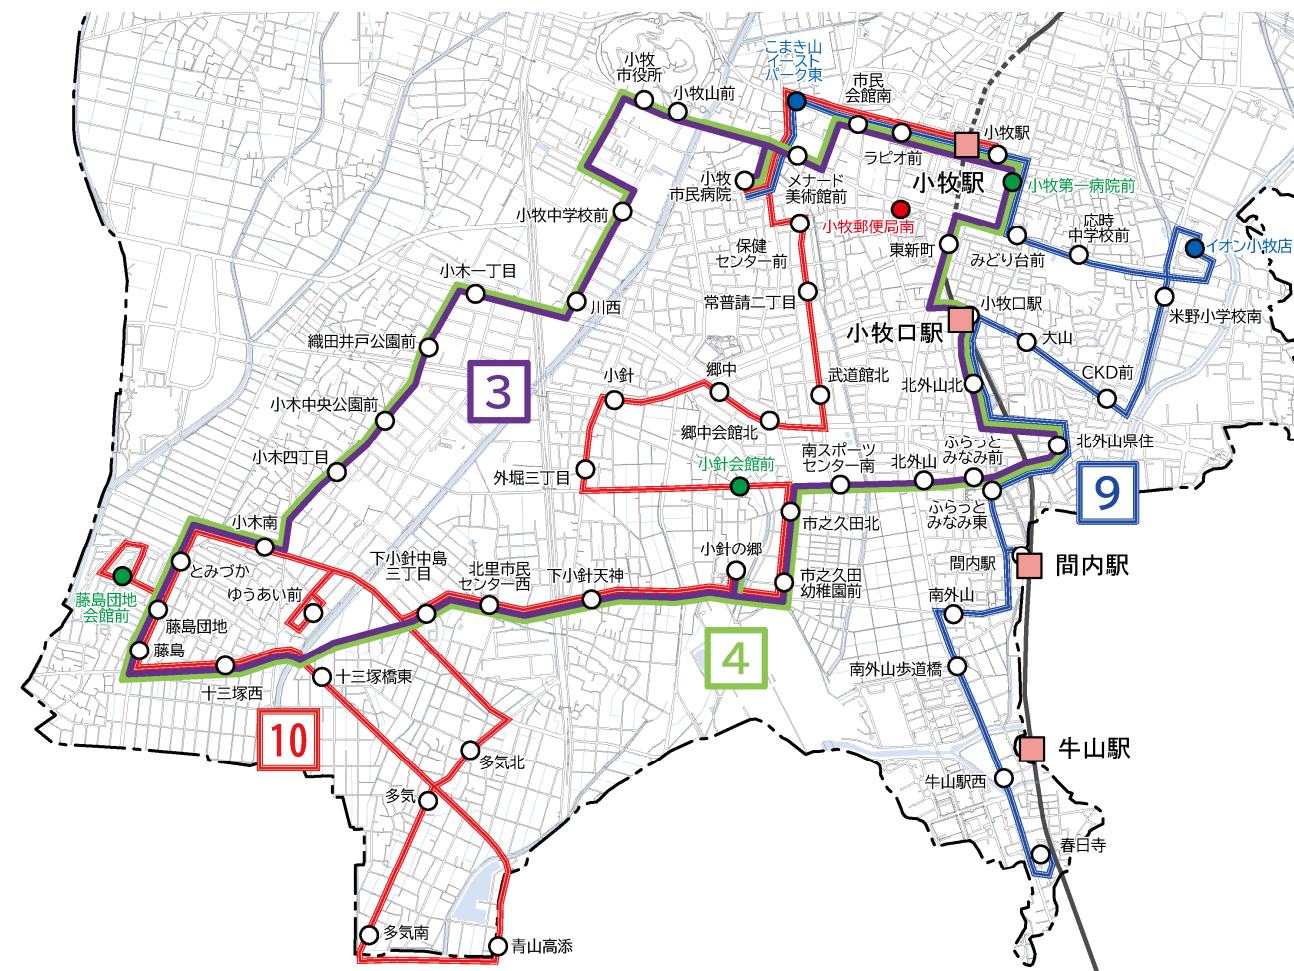 こまき山
イースト
パーク東
小牧
市役所
小牧山前
市民
会館南
小牧駅
ラピオ前
小牧駅
小牧第一病院前
小牧
市民病院
メナード
美術館前
小牧郵便局南
応時
中学校前
イオン小牧店
小牧中学校前
保健
センター前
東新町
みどり台前
小木一丁目
川西
常普請二丁目
小牧口駅
小牧口駅
米野小学校南
大山
織田井戸公園前
3
小針
郷中
武道館北
北外山北
CKD前
小木中央公園前
郷中会館北
小木四丁目
外堀三丁目
小針会館前
南スポーツ
センター南
北外山
ふらっと
みなみ前
北外山県住
9
ふらっと
みなみ東
小木南
市之久田北
とみづか
下小針中島
三丁目
北里市民
センター西
下小針天神
小針の郷
市之久田
幼稚園前
間内駅
間内駅
藤島団地
会館前
ゆうあい前
南外山
藤島団地
藤島
4
南外山歩道橋
十三塚西
十三塚橋東
10
多気北
牛山駅
多気
牛山駅西
春日寺
多気南
青山高添